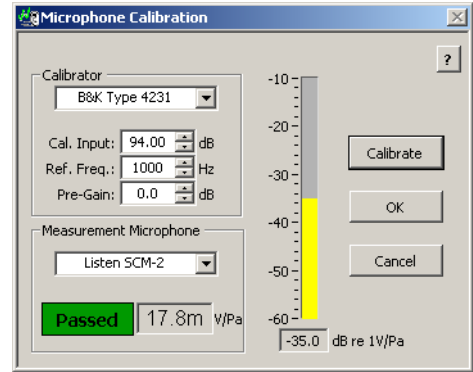 Microphone Calibration
?
Calibrator
B&K Type 4231
Cal. Input: 94.00 dB
Ref. Freq.: 1000 Hz
Pre-Gain: 0.0 dB
Measurement Microphone
Listen SCM-2
Passed 17.8m V/Pa
-10
-20
-30
-40
-50
-60
-35.0 dB re 1V/Pa
Calibrate
OK
Cancel